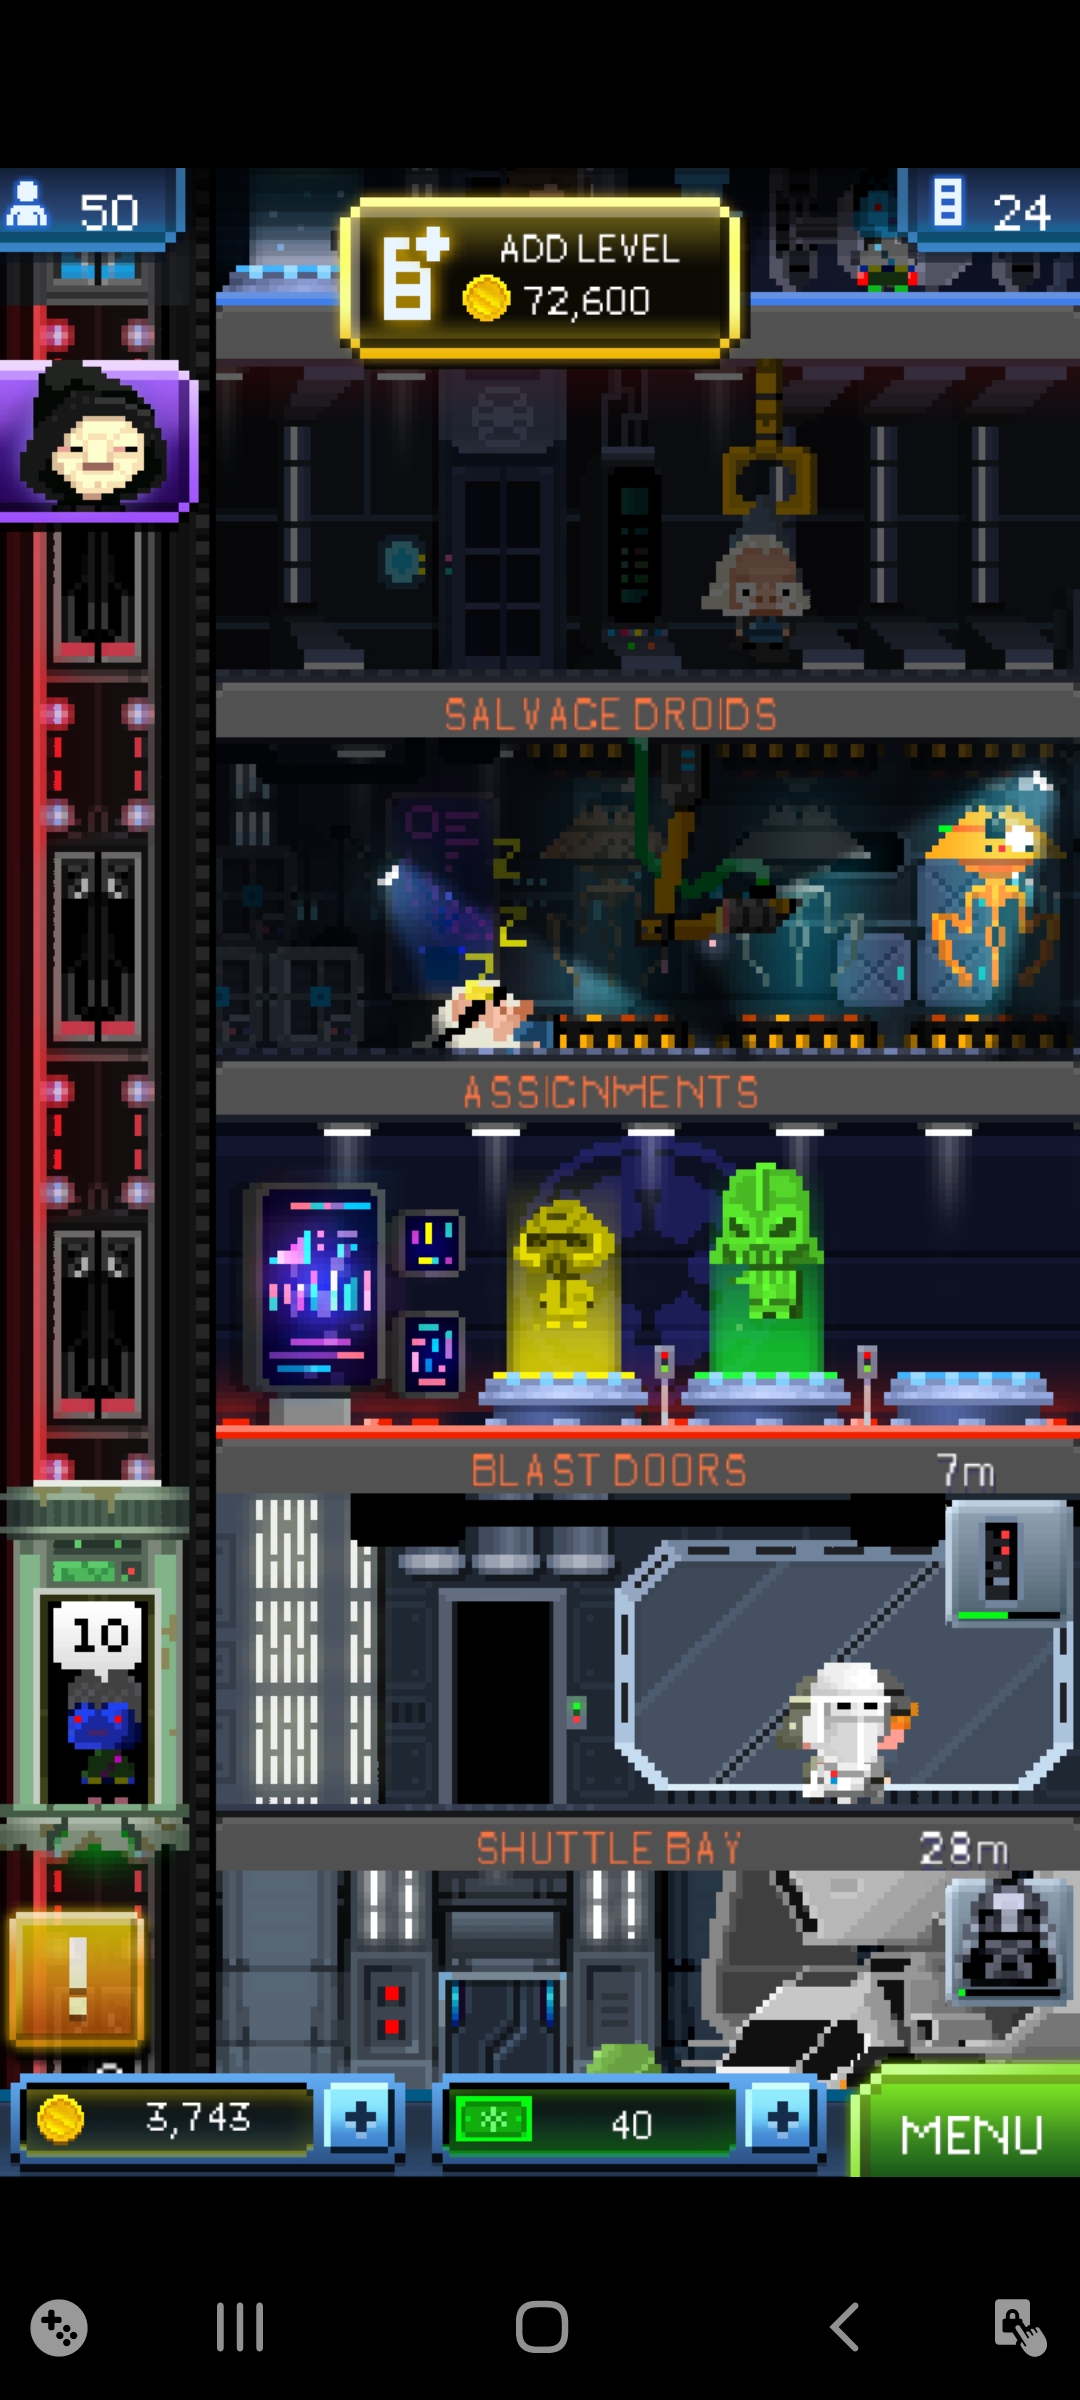 50
24
ADD LEVEL
72,600
SALVAGE DROIDS
Z
Z
Z
ASSIGNMENTS
BLAST DOORS 7m
10
SHUTTLE BAY 28m
!
3,743
40
MENU